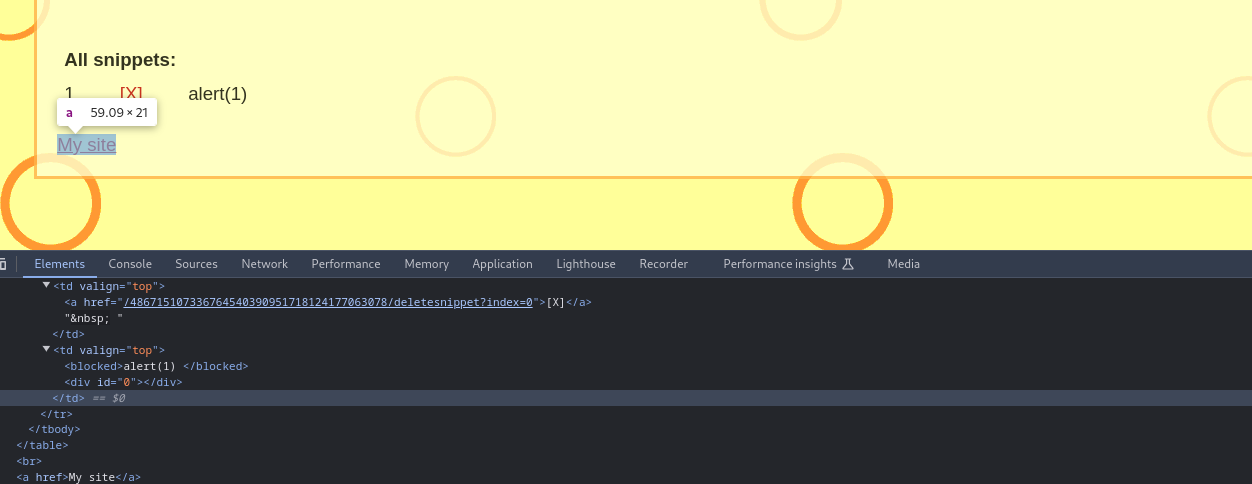 All snippets:
1 [X] alert(1)
a 59.09 × 21
My site
Elements Console Sources Network Performance Memory Application Lighthouse Recorder Performance insights Media
<td valign="top">
<a href="/486715107336764540390951718124177063078/deletesnippet?index=0">[X]</a>
"&nbsp; "
</td>
<td valign="top">
<blocked>alert(1) </blocked>
<div id="0"></div>
</td> == $0
</tr>
</tbody>
</table>
<br>
<a href>My site</a>